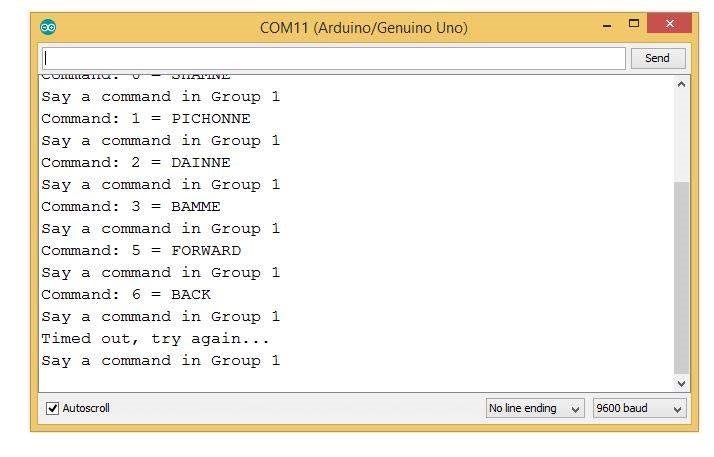 COM11 (Arduino/Genuino Uno)
Send
Command: 0 = SHAMNE
Say a command in Group 1
Command: 1 = PICHONNE
Say a command in Group 1
Command: 2 = DAINNE
Say a command in Group 1
Command: 3 = BAMME
Say a command in Group 1
Command: 5 = FORWARD
Say a command in Group 1
Command: 6 = BACK
Say a command in Group 1
Timed out, try again...
Say a command in Group 1
Autoscroll
No line ending
9600 baud